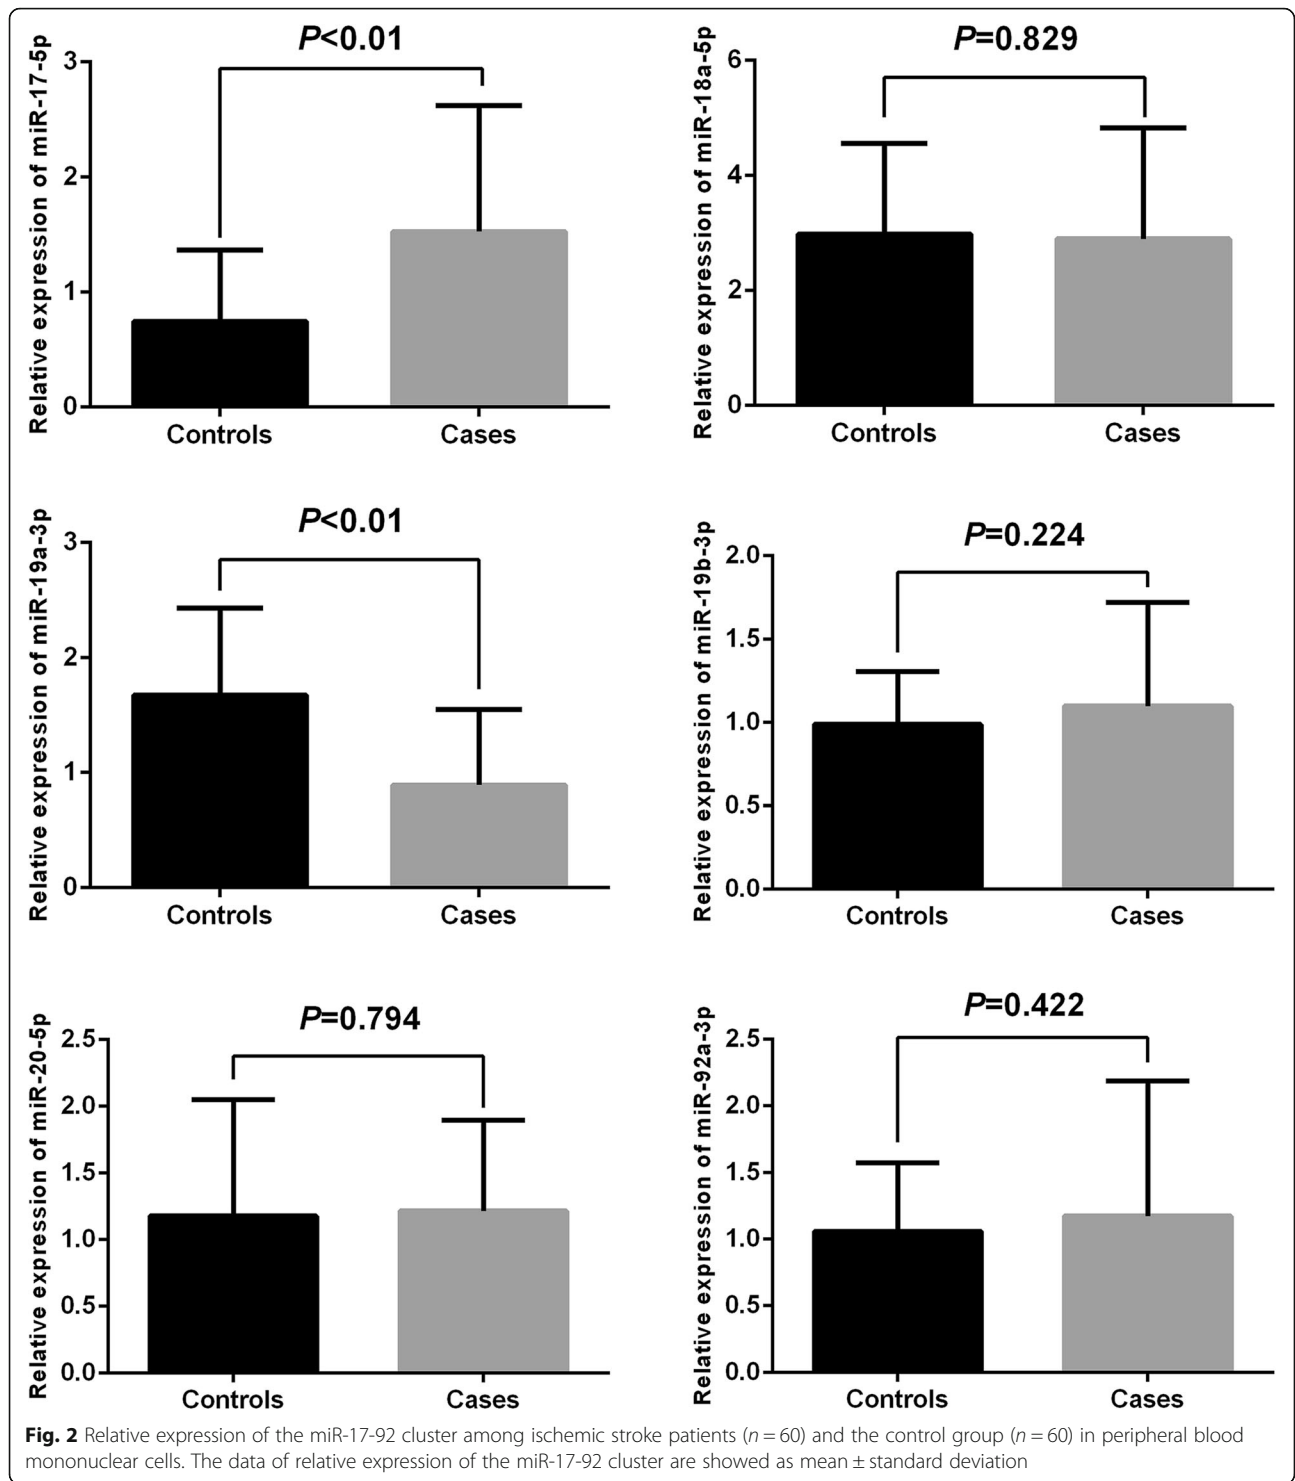 P<0.01
Relative expression of miR-17-5p
3
2
1
0
Controls Cases
P=0.829
Relative expression of miR-18a-5p
6
4
2
0
Controls Cases
P<0.01
Relative expression of miR-19a-3p
3
2
1
0
Controls Cases
P=0.224
Relative expression of miR-19b-3p
2.0
1.5
1.0
0.5
0.0
Controls Cases
P=0.794
Relative expression of miR-20-5p
2.5
2.0
1.5
1.0
0.5
0.0
Controls Cases
P=0.422
Relative expression of miR-92a-3p
2.5
2.0
1.5
1.0
0.5
0.0
Controls Cases
Fig. 2 Relative expression of the miR-17-92 cluster among ischemic stroke patients (n = 60) and the control group (n = 60) in peripheral blood
mononuclear cells. The data of relative expression of the miR-17-92 cluster are showed as mean ± standard deviation